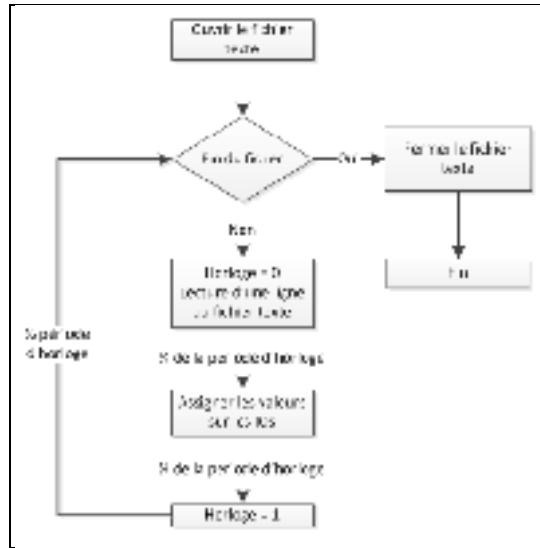 Ouvrir le fichier
texte
Fin du fichier
Oui
Fermer le fichier
texte
Non
Fin
Horloge = 0
Lecture d'une ligne
du fichier texte
période
d'horloge
de la période d'horloge
Assigner les valeurs
sur les
de la période d'horloge
Horloge = 1